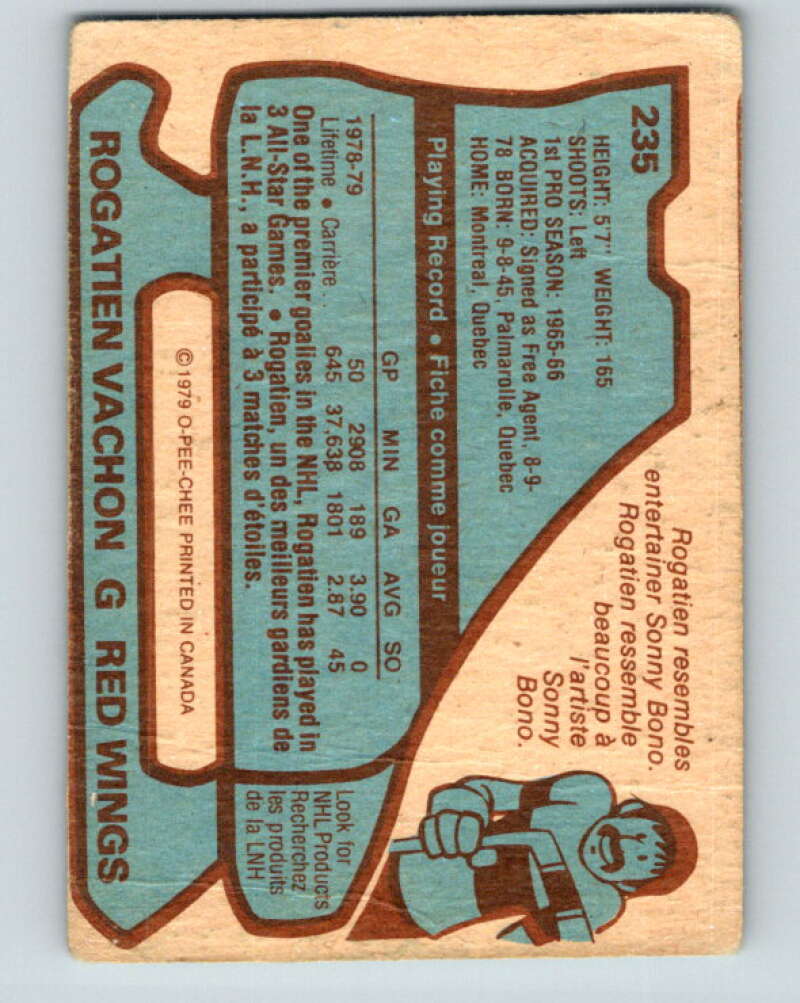 235
HEIGHT: 5'7" WEIGHT: 165
SHOOTS: Left
1st PRO SEASON: 1965-66
ACQUIRED: Signed as Free Agent, 8-9-
78 BORN: 9-8-45, Palmarolle, Quebec
HOME: Montreal, Quebec
Rogatien resembles
entertainer Sonny Bono.
Rogatien ressemble
beaucoup à
l'artiste
Sonny
Bono.
Playing Record • Fiche comme joueur
GP MIN GA AVG SO
1978-79 50 2908 189 3.90 0
Lifetime • Carrière... 645 37,638 1801 2.87 45
One of the premier goalies in the NHL, Rogatien has played in
3 All-Star Games. • Rogatien, un des meilleurs gardiens de
la L.N.H., a participé à 3 matches d'étoiles.
Look for
NHL Products
Recherchez
les produits
de la LNH
© 1979 O-PEE-CHEE PRINTED IN CANADA
ROGATIEN VACHON G RED WINGS